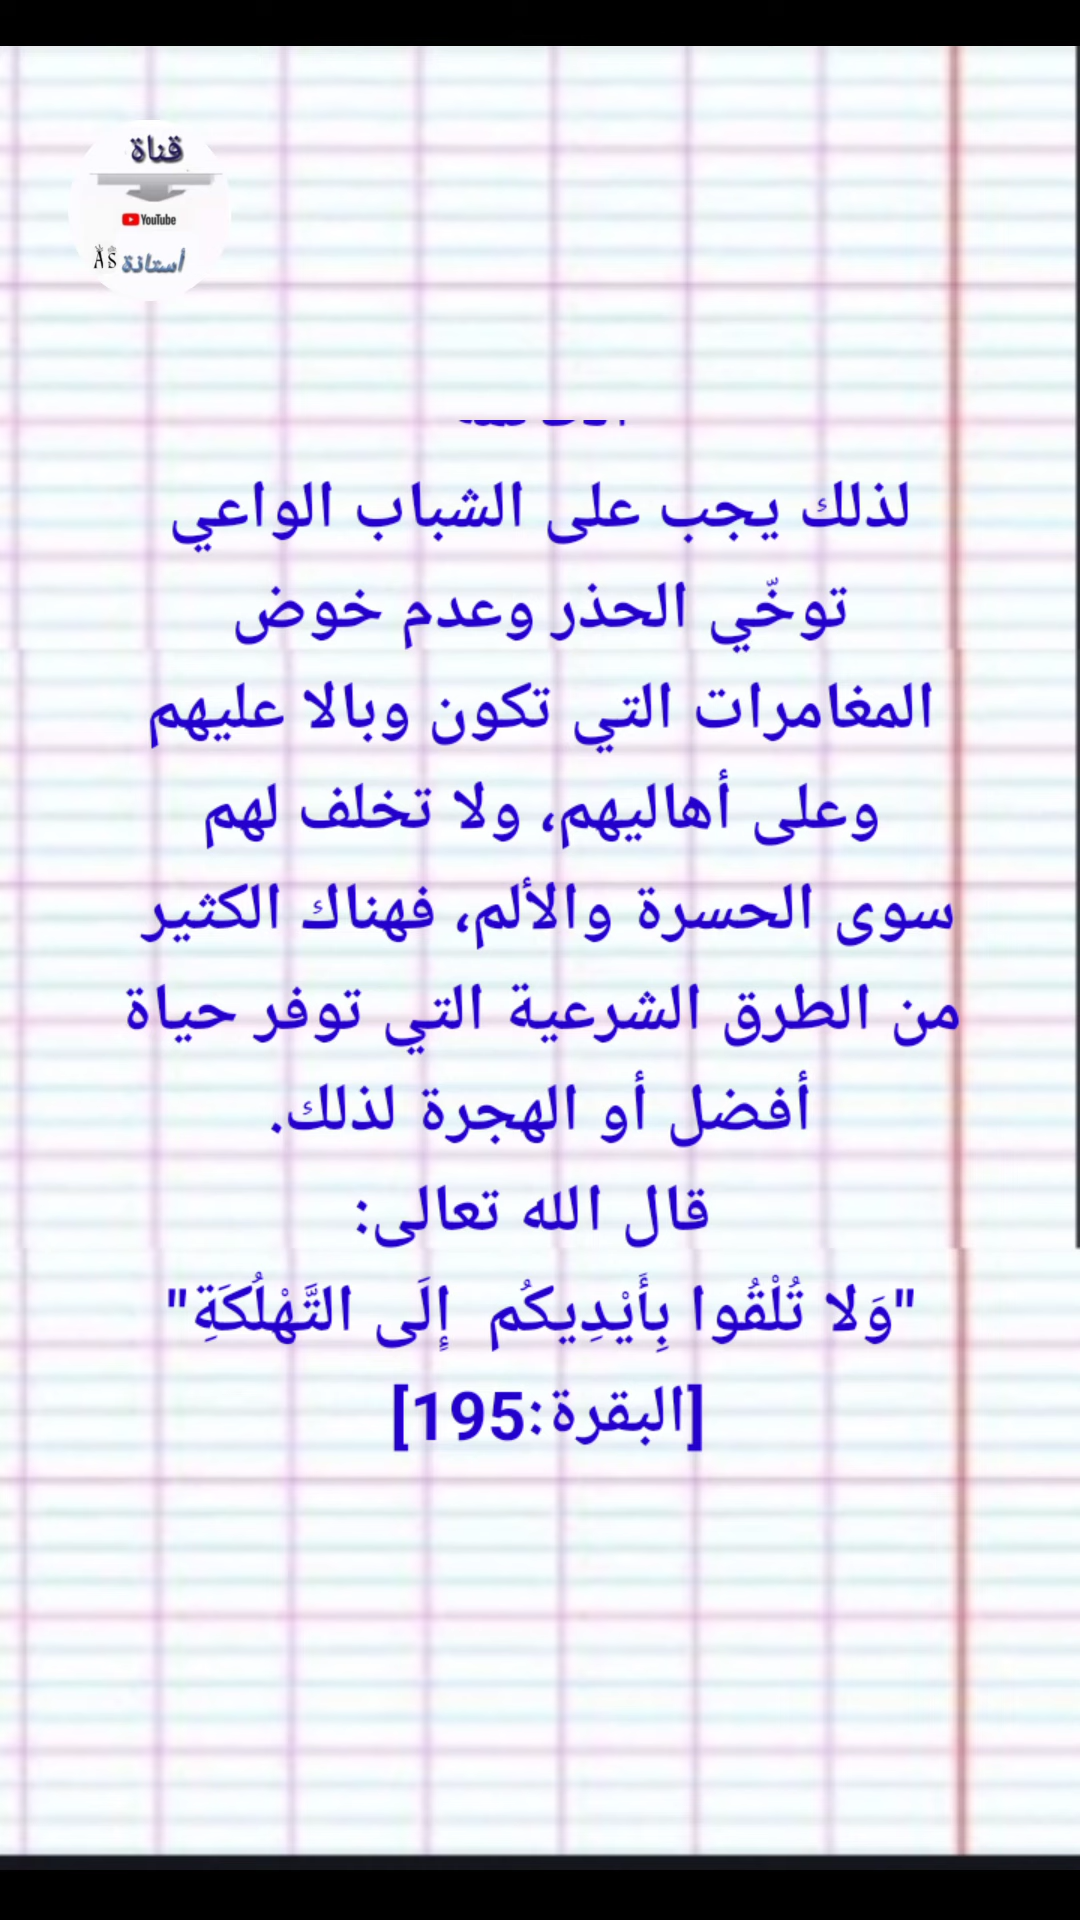 قناة
YouTube
أستاذة AS
لذلك يجب على الشباب الواعي
توخّي الحذر وعدم خوض
المغامرات التي تكون وبالا عليهم
وعلى أهاليهم، ولا تخلف لهم
سوى الحسرة والألم، فهناك الكثير
من الطرق الشرعية التي توفر حياة
أفضل أو الهجرة لذلك.
قال الله تعالى:
"وَلا تُلْقُوا بِأَيْدِيكُم إِلَى التَّهْلُكَةِ"
[البقرة:195]